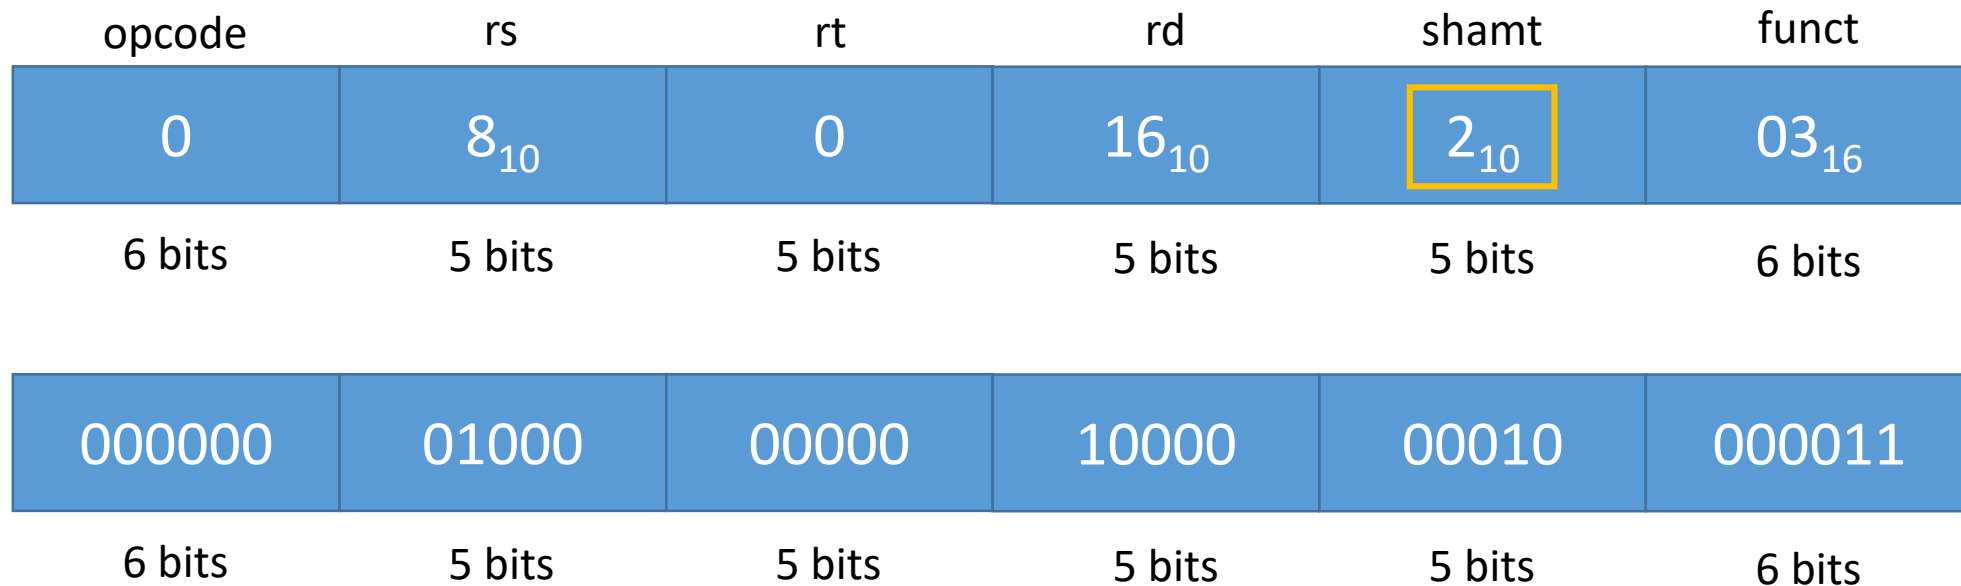 opcode rs rt rd shamt funct
0 8₁₀ 0 16₁₀ 2₁₀ 03₁₆
6 bits 5 bits 5 bits 5 bits 5 bits 6 bits
000000 01000 00000 10000 00010 000011
6 bits 5 bits 5 bits 5 bits 5 bits 6 bits